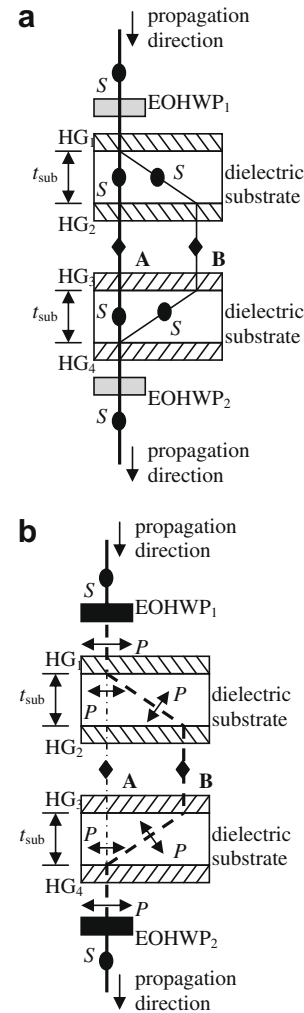 a
propagation
direction
S
EOHWP1
HG1
tsub
S
S
dielectric
substrate
HG2
A
B
HG3
tsub
S
S
dielectric
substrate
HG4
EOHWP2
S
propagation
direction
b
propagation
direction
S
EOHWP1
P
HG1
tsub
P
P
dielectric
substrate
HG2
A
B
HG3
tsub
P
P
dielectric
substrate
HG4
P
EOHWP2
S
propagation
direction